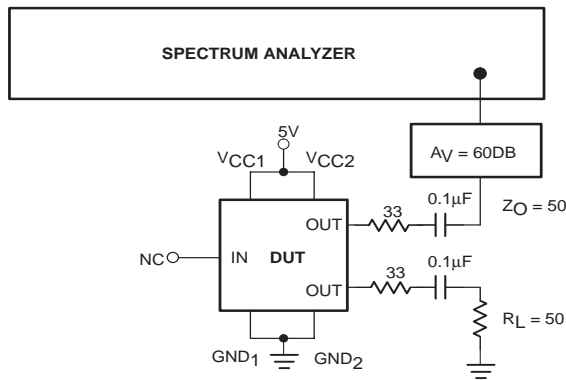 SPECTRUM ANALYZER
5V
VCC1
VCC2
AV = 60DB
0.1μF
ZO = 50
33
OUT
NC
IN
DUT
0.1μF
33
OUT
RL = 50
GND1
GND2